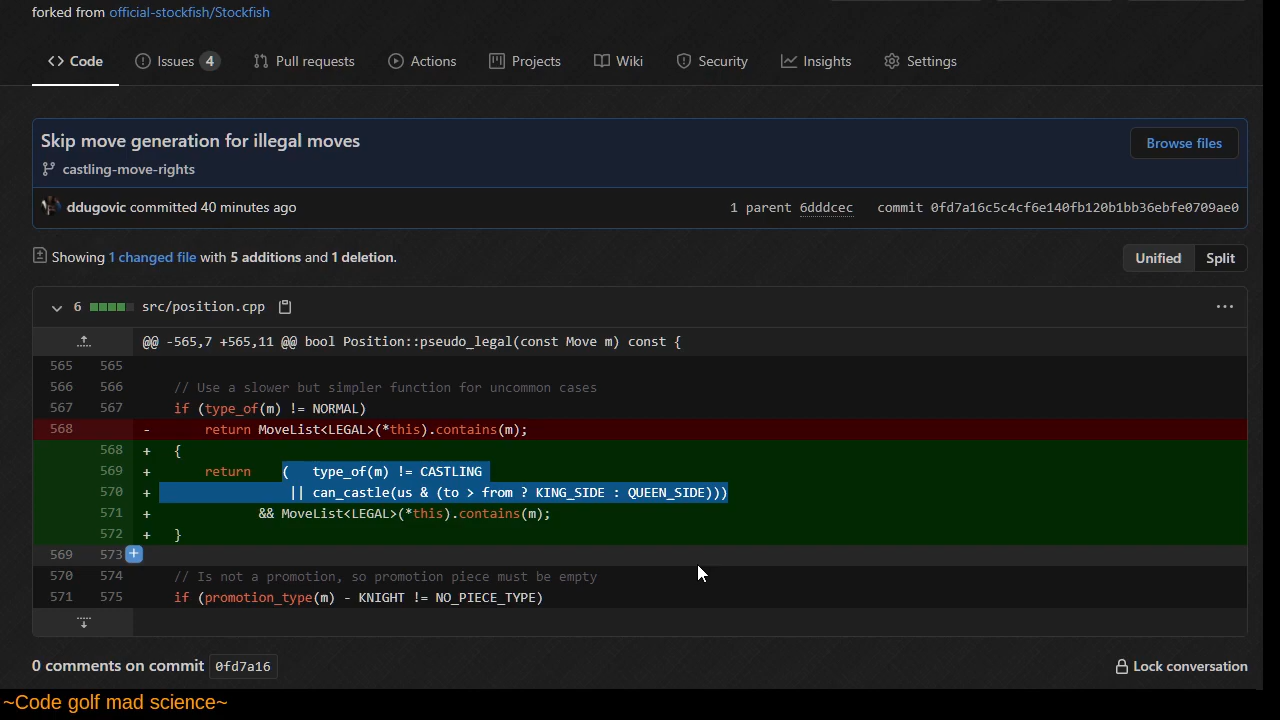 forked from official-stockfish/Stockfish
<> Code Issues 4 Pull requests Actions Projects Wiki Security Insights Settings
Skip move generation for illegal moves
Browse files
castling-move-rights
ddugovic committed 40 minutes ago 1 parent 6dddcec commit 0fd7a16c5c4cf6e140fb120b1bb36ebfe0709ae0
Showing 1 changed file with 5 additions and 1 deletion.
Unified Split
6 src/position.cpp ...
@@ -565,7 +565,11 @@ bool Position::pseudo_legal(const Move m) const {
565 565
566 566 // Use a slower but simpler function for uncommon cases
567 567 if (type_of(m) != NORMAL)
568 - return MoveList<LEGAL>(*this).contains(m);
568 + {
569 + return ( type_of(m) != CASTLING
570 + || can_castle(us & (to > from ? KING_SIDE : QUEEN_SIDE)))
571 + && MoveList<LEGAL>(*this).contains(m);
572 + }
569 573 +
570 574 // Is not a promotion, so promotion piece must be empty
571 575 if (promotion_type(m) - KNIGHT != NO_PIECE_TYPE)
0 comments on commit 0fd7a16 Lock conversation
~Code golf mad science~